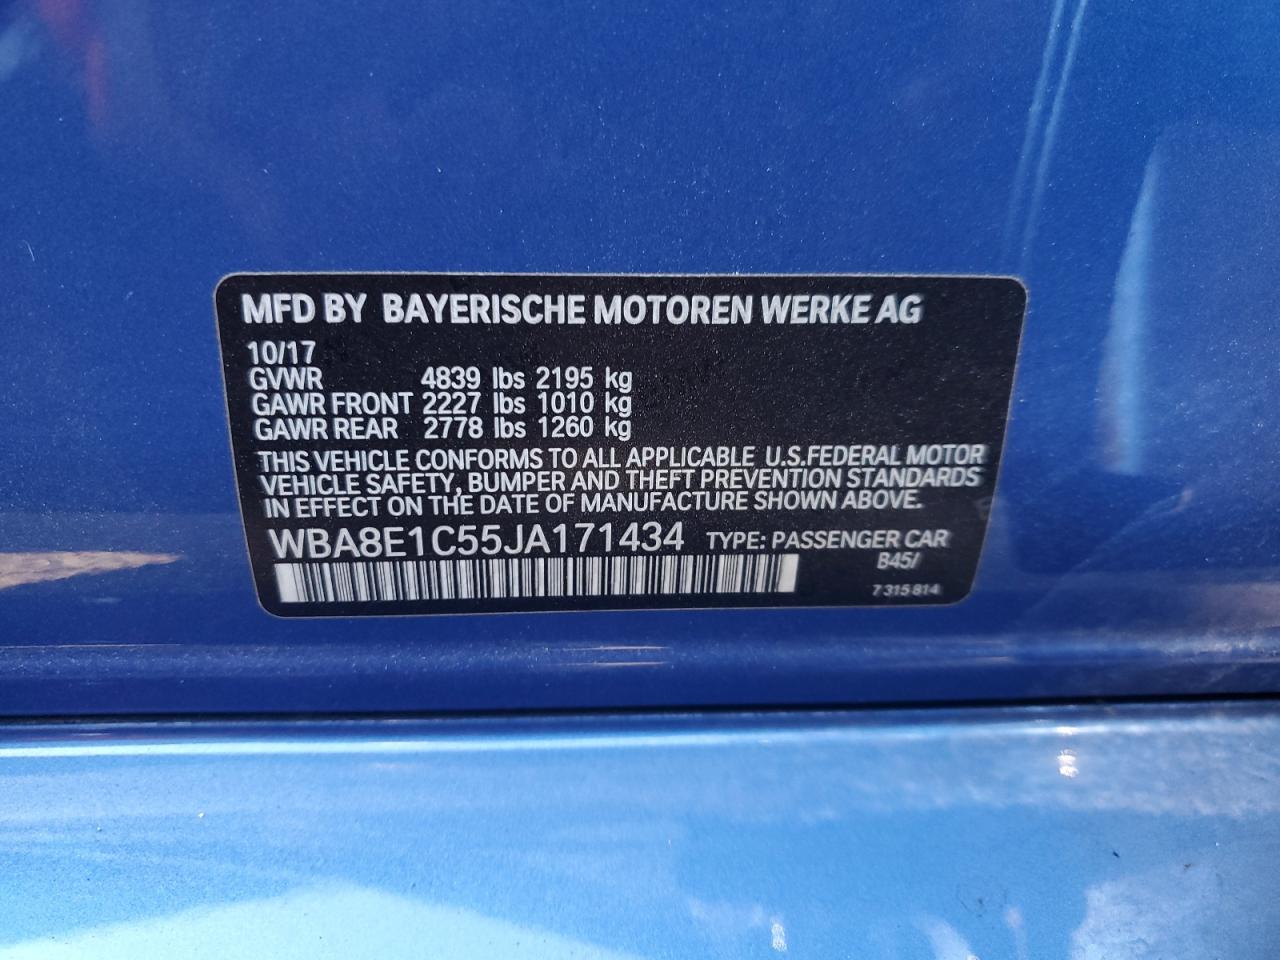 MFD BY BAYERISCHE MOTOREN WERKE AG
10/17
GVWR 4839 lbs 2195 kg
GAWR FRONT 2227 lbs 1010 kg
GAWR REAR 2778 lbs 1260 kg
THIS VEHICLE CONFORMS TO ALL APPLICABLE U.S.FEDERAL MOTOR
VEHICLE SAFETY, BUMPER AND THEFT PREVENTION STANDARDS
IN EFFECT ON THE DATE OF MANUFACTURE SHOWN ABOVE.
WBA8E1C55JA171434 TYPE: PASSENGER CAR
B45/
7 315 814